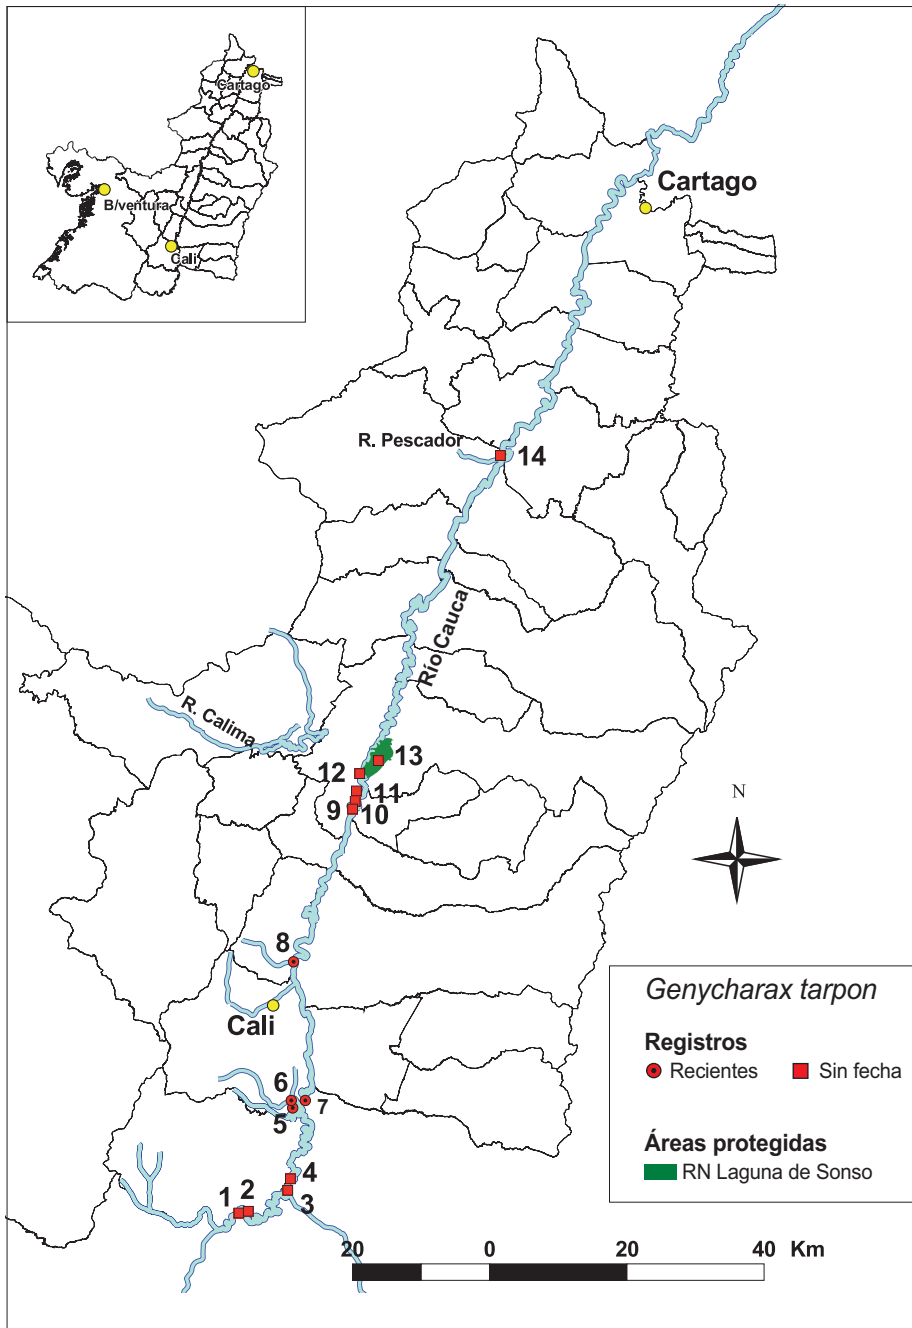 Cartago
B/ventura
Cali
Cartago
R. Pescador
14
Río Cauca
R. Calima
13
12
11
9
10
N
8
Cali
6
7
5
4
1
2
3
Genycharax tarpon
Registros
Recientes
Sin fecha
Áreas protegidas
RN Laguna de Sonso
20
0
20
40
Km